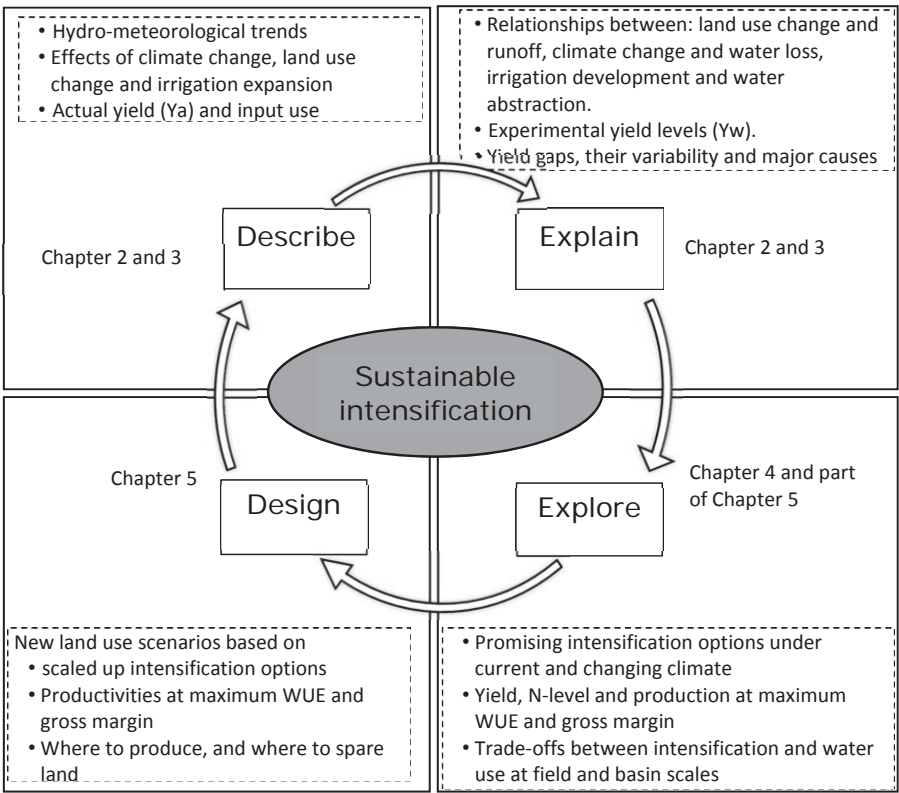 • Hydro-meteorological trends
• Effects of climate change, land use
change and irrigation expansion
• Actual yield (Ya) and input use
• Relationships between: land use change and
runoff, climate change and water loss,
irrigation development and water
abstraction.
• Experimental yield levels (Yw).
• Yield gaps, their variability and major causes
Chapter 2 and 3
Describe
Explain
Chapter 2 and 3
Sustainable
intensification
Chapter 5
Design
Explore
Chapter 4 and part
of Chapter 5
New land use scenarios based on
• scaled up intensification options
• Productivities at maximum WUE and
gross margin
• Where to produce, and where to spare
land
• Promising intensification options under
current and changing climate
• Yield, N-level and production at maximum
WUE and gross margin
• Trade-offs between intensification and water
use at field and basin scales